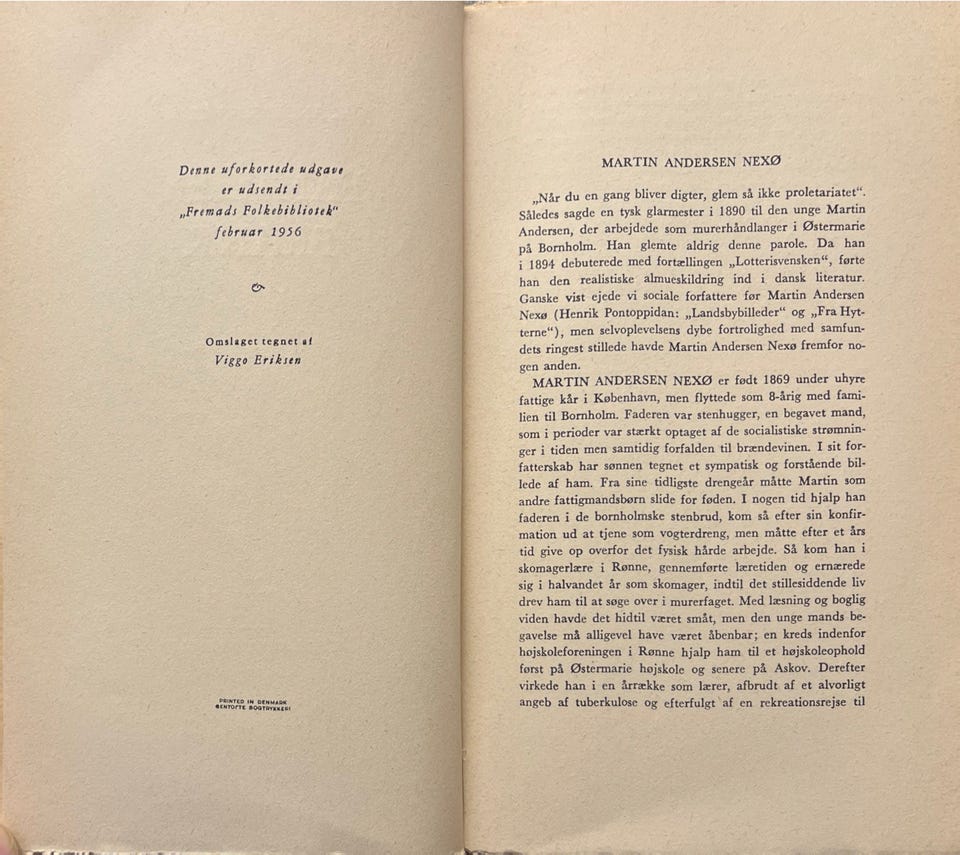 Denne uforkortede udgave
er udsendt i
„Fremads Folkebibliotek“
februar 1956
Omslaget tegnet af
Viggo Eriksen
PRINTED IN DENMARK
GENTOFTE BOGTRYKKERI
MARTIN ANDERSEN NEXØ
„Når du en gang bliver digter, glem så ikke proletariatet“.
Således sagde en tysk glarmester i 1890 til den unge Martin
Andersen, der arbejdede som murerhåndlanger i Østermarie
på Bornholm. Han glemte aldrig denne parole. Da han
i 1894 debuterede med fortællingen „Lotterisvensken“, førte
han den realistiske almueskildring ind i dansk literatur.
Ganske vist ejede vi sociale forfattere før Martin Andersen
Nexø (Henrik Pontoppidan: „Landsbybilleder“ og „Fra Hyt-
terne“), men selvoplevelsens dybe fortrolighed med samfun-
dets ringest stillede havde Martin Andersen Nexø fremfor no-
gen anden.
MARTIN ANDERSEN NEXØ er født 1869 under uhyre
fattige kår i København, men flyttede som 8-årig med fami-
lien til Bornholm. Faderen var stenhugger, en begavet mand,
som i perioder var stærkt optaget af de socialistiske strømnin-
ger i tiden men samtidig forfalden til brændevinen. I sit for-
fatterskab har sønnen tegnet et sympatisk og forstående bil-
lede af ham. Fra sine tidligste drengeår måtte Martin som
andre fattigmandsbørn slide for føden. I nogen tid hjalp han
faderen i de bornholmske stenbrud, kom så efter sin konfir-
mation ud at tjene som vogterdreng, men måtte efter et års
tid give op overfor det fysisk hårde arbejde. Så kom han i
skomagerlære i Rønne, gennemførte læretiden og ernærede
sig i halvandet år som skomager, indtil det stillesiddende liv
drev ham til at søge over i murerfaget. Med læsning og boglig
viden havde det hidtil været småt, men den unge mands be-
gavelse må alligevel have været åbenbar; en kreds indenfor
højskoleforeningen i Rønne hjalp ham til et højskoleophold
først på Østermarie højskole og senere på Askov. Derefter
virkede han i en årrække som lærer, afbrudt af et alvorligt
angeb af tuberkulose og efterfulgt af en rekreationsrejse til